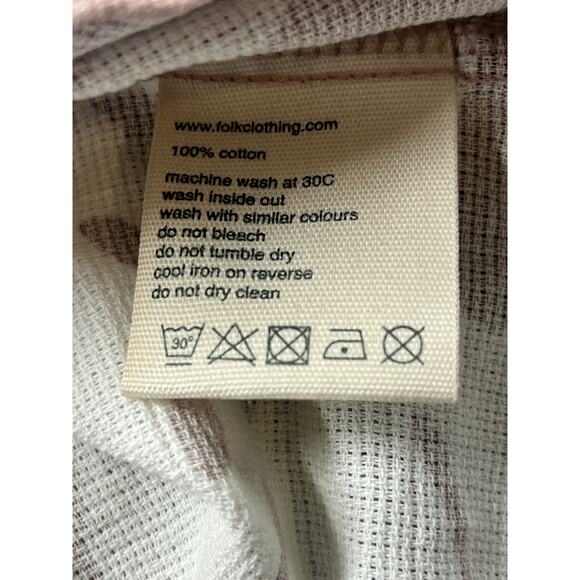 www.folkclothing.com
100% cotton
machine wash at 30C
wash inside out
wash with similar colours
do not bleach
do not tumble dry
cool iron on reverse
do not dry clean
30°